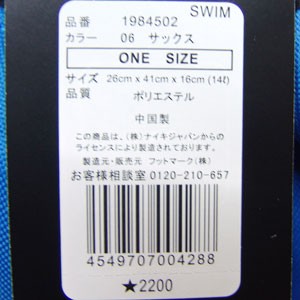 SWIM
品番 1984502
カラー 06 サックス
ONE SIZE
サイズ 26cm x 41cm x 16cm (14ℓ)
品質 ポリエステル
中国製
この商品は、(株)ナイキジャパンからの
ライセンスにより製造されております。
製造元・販売元 フットマーク(株)
お客様相談室 0120-210-657
4549707004288
★2200